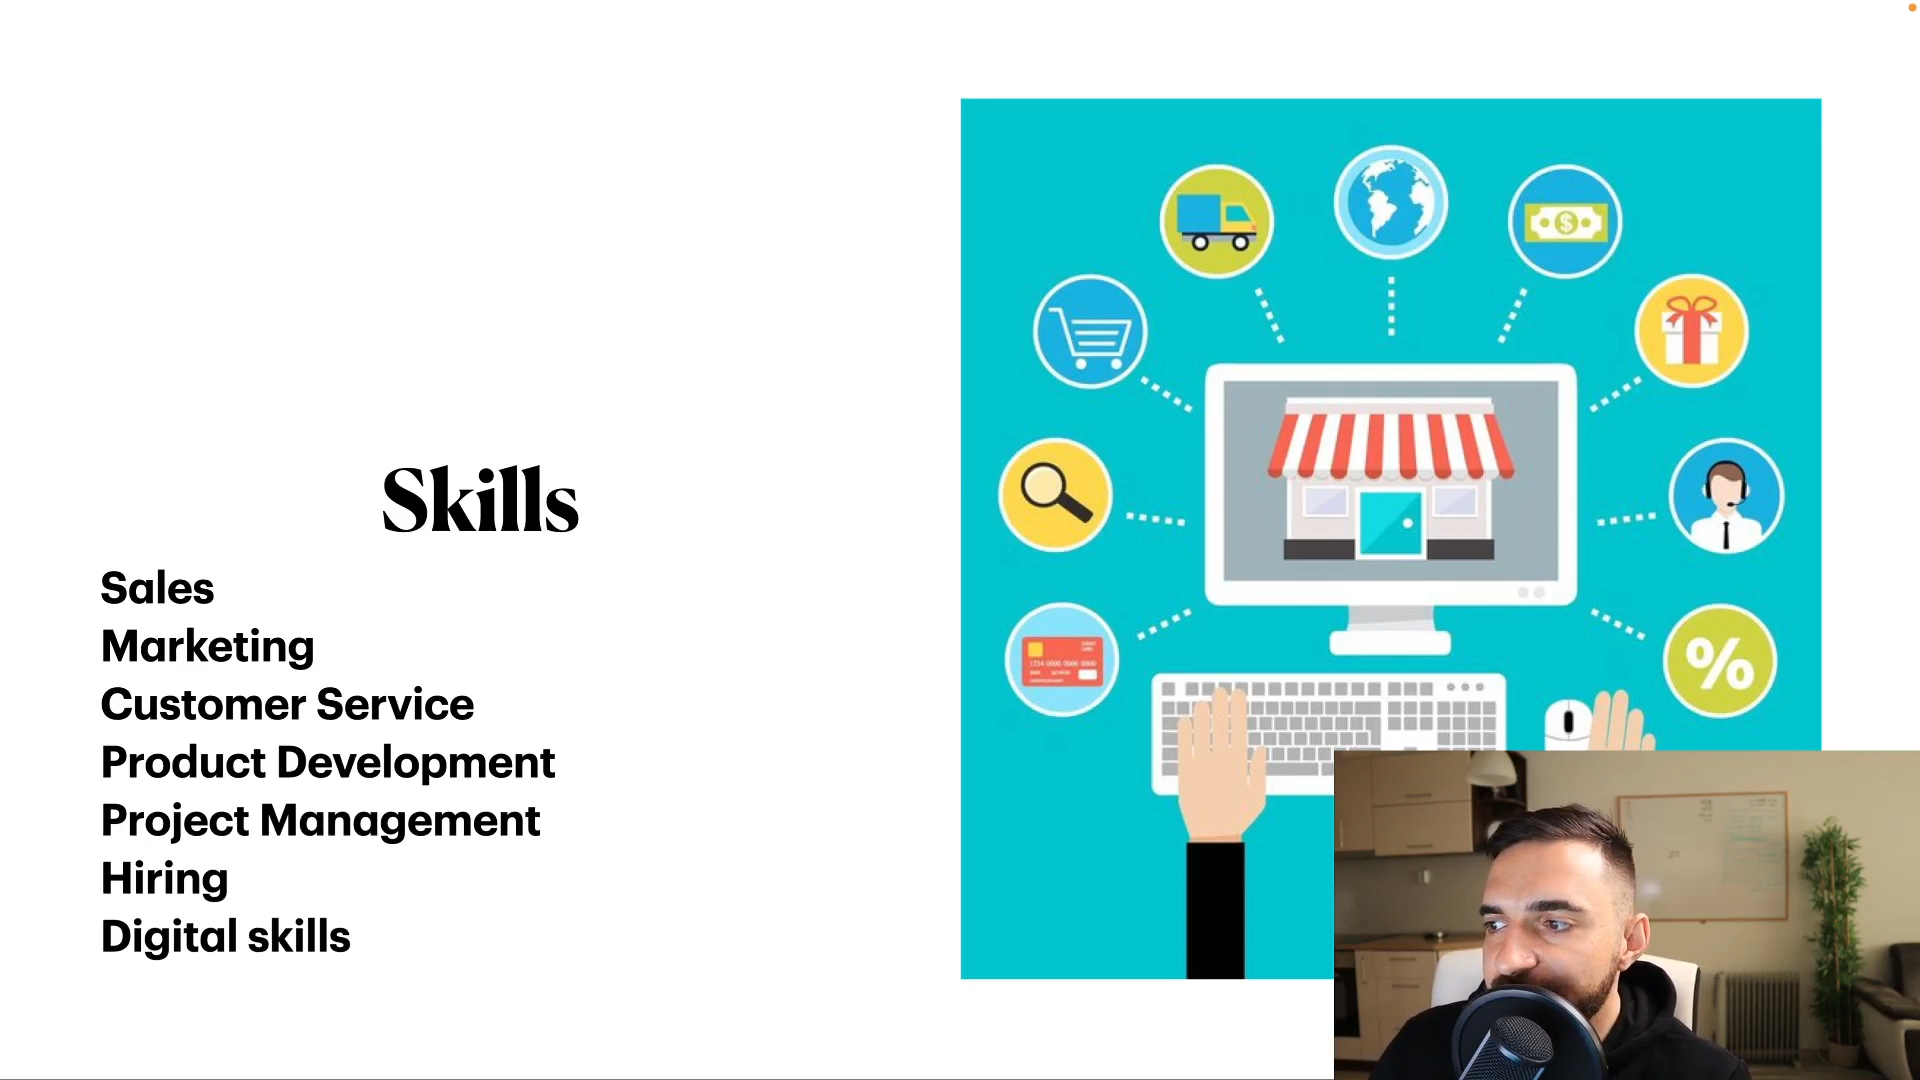 Skills
Sales
Marketing
Customer Service
Product Development
Project Management
Hiring
Digital skills
$
%